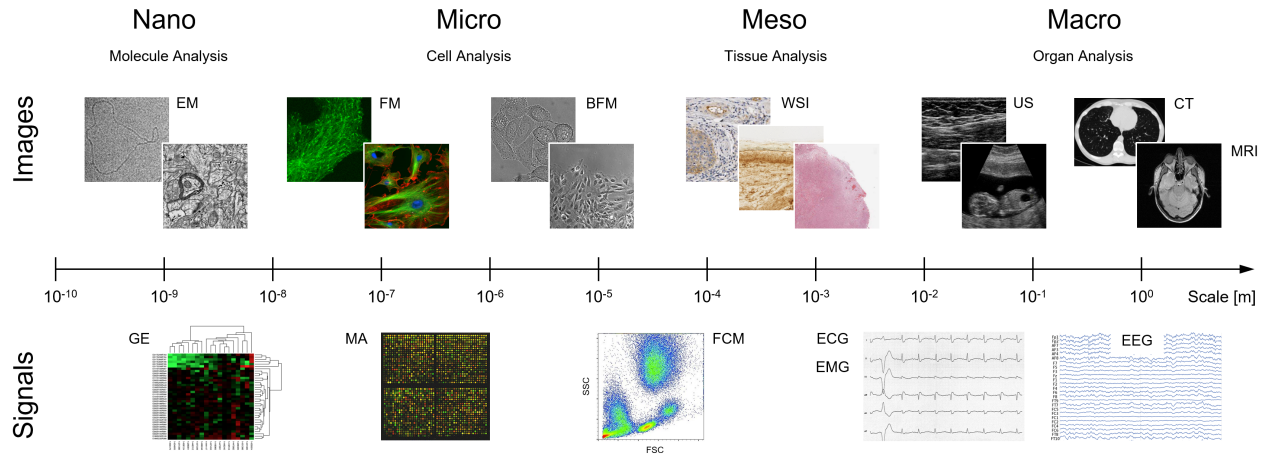 Nano Micro Meso Macro
Molecule Analysis Cell Analysis Tissue Analysis Organ Analysis
Images
EM FM BFM WSI US CT
MRI
10-10 10-9 10-8 10-7 10-6 10-5 10-4 10-3 10-2 10-1 100 Scale [m]
Signals
GE MA FCM ECG EEG
EMG
SSC
FSC